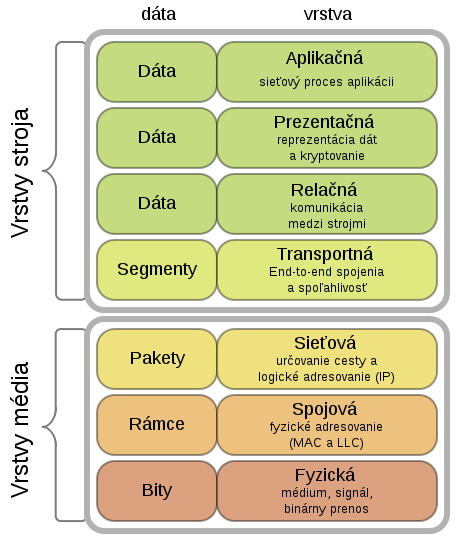 dáta vrstva
Vrstvy stroja
Dáta
Aplikačná
sieťový proces aplikácii
Dáta
Prezentačná
reprezentácia dát
a kryptovanie
Dáta
Relačná
komunikácia
medzi strojmi
Segmenty
Transportná
End-to-end spojenia
a spoľahlivosť
Vrstvy média
Pakety
Sieťová
určovanie cesty a
logické adresovanie (IP)
Rámce
Spojová
fyzické adresovanie
(MAC a LLC)
Bity
Fyzická
médium, signál,
binárny prenos